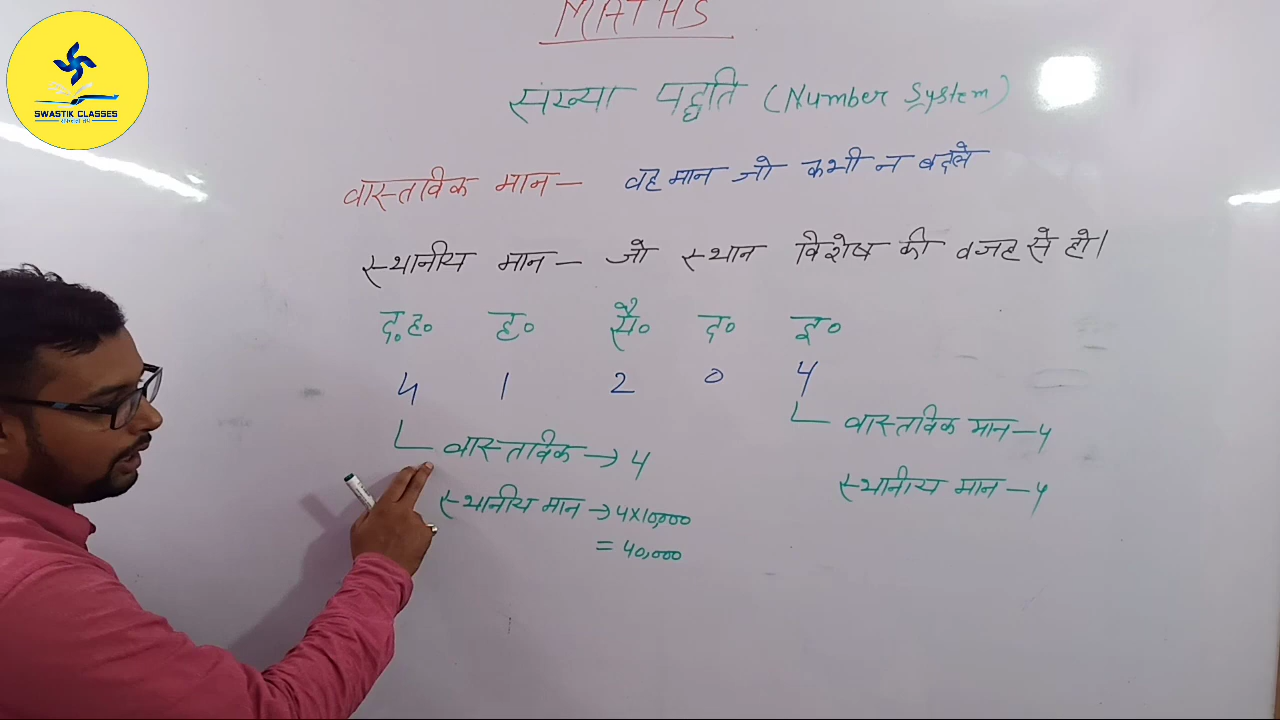 SWASTIK CLASSES
MATHS
संख्या पद्धति (Number System)
वास्तविक मान – वह मान जो कभी न बदले
स्थानीय मान – जो स्थान विशेष की वजह से हो।
द.ह० ह० सै० द० इ०
4 1 2 0 4
वास्तविक → 4
स्थानीय मान → 4×10,000
= 40,000
वास्तविक मान – 4
स्थानीय मान – 4